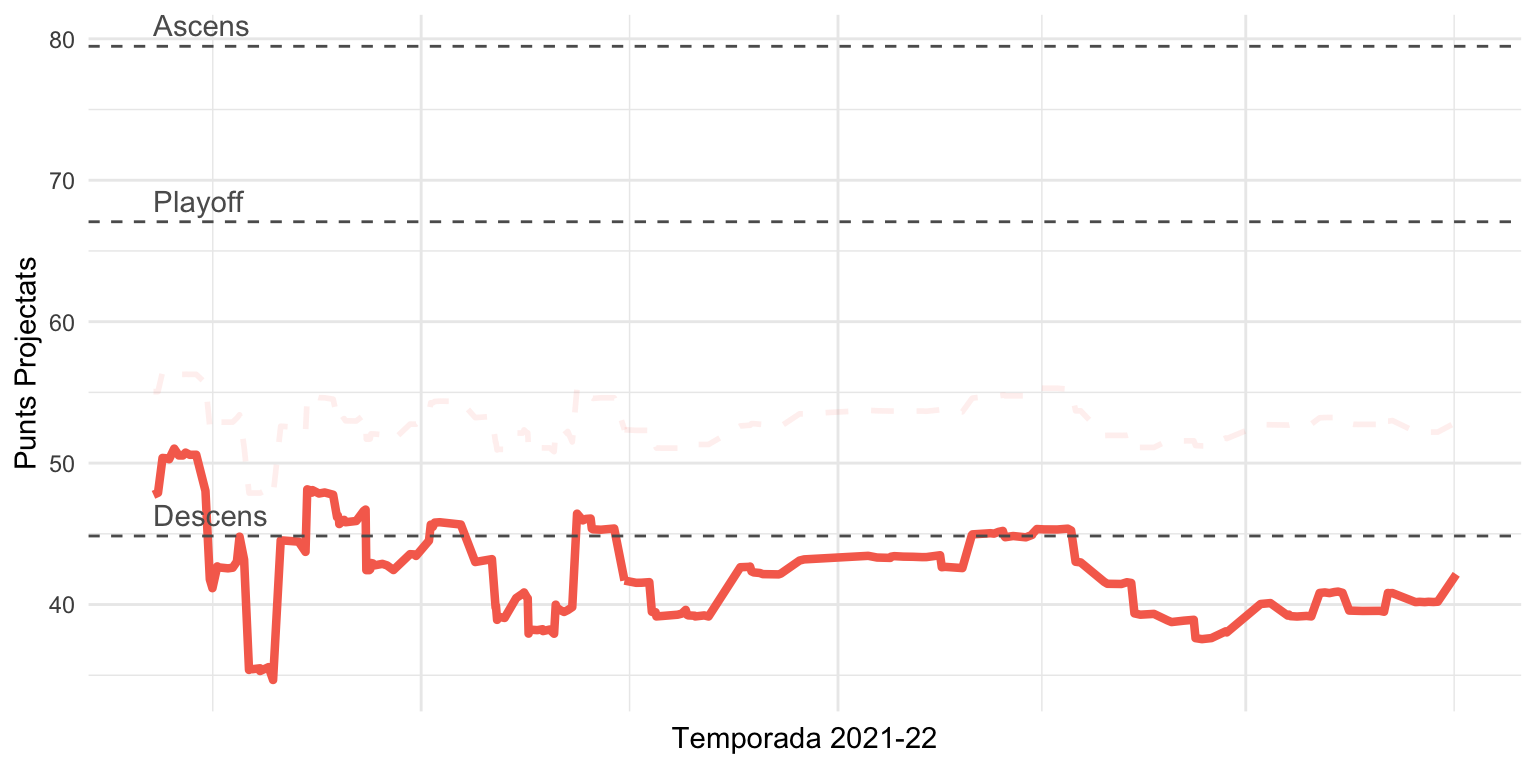 Ascens
80
70
Playoff
60
50
Descens
40
Punts Projectats
Temporada 2021-22